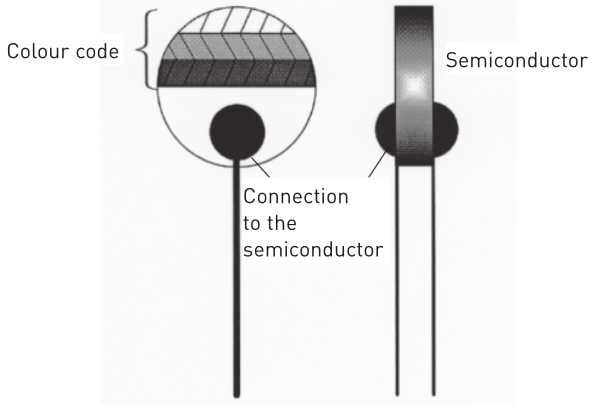 Colour code
Semiconductor
Connection
to the
semiconductor